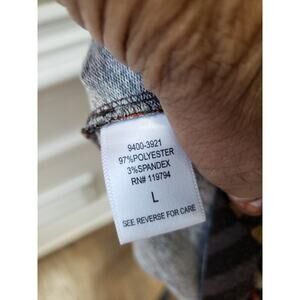 9400-3921
97%POLYESTER
3%SPANDEX
RN# 119794
L
SEE REVERSE FOR CARE